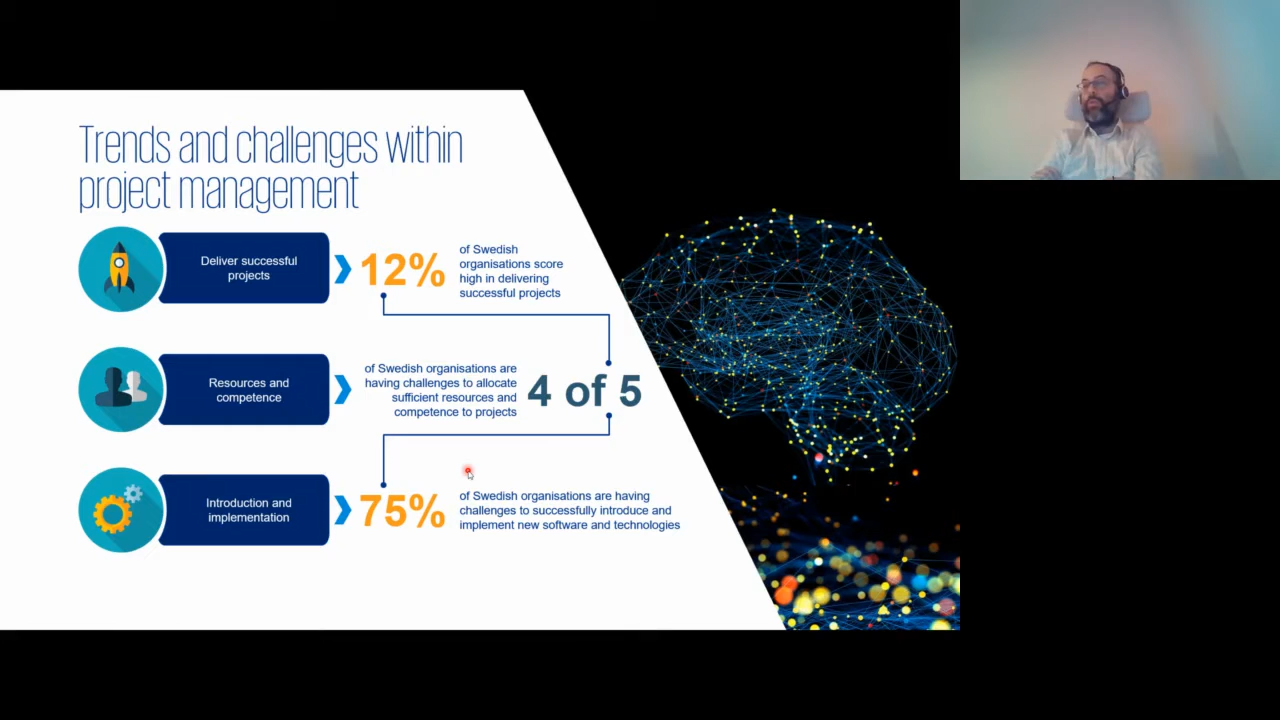 Trends and challenges within
project management
Deliver successful
projects
12%
of Swedish
organisations score
high in delivering
successful projects
Resources and
competence
of Swedish organisations are
having challenges to allocate
sufficient resources and
competence to projects
4 of 5
Introduction and
implementation
75%
of Swedish organisations are having
challenges to successfully introduce and
implement new software and technologies